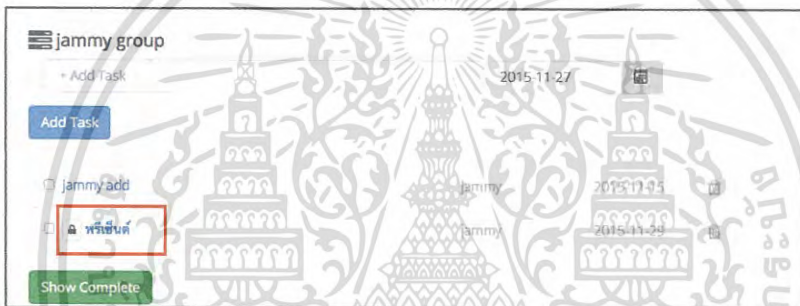 jammy group
+ Add Task 2015-11-27
Add Task
jammy add jammy 2015-11-15
พรีเซ็นต์ jammy 2015-11-29
Show Complete